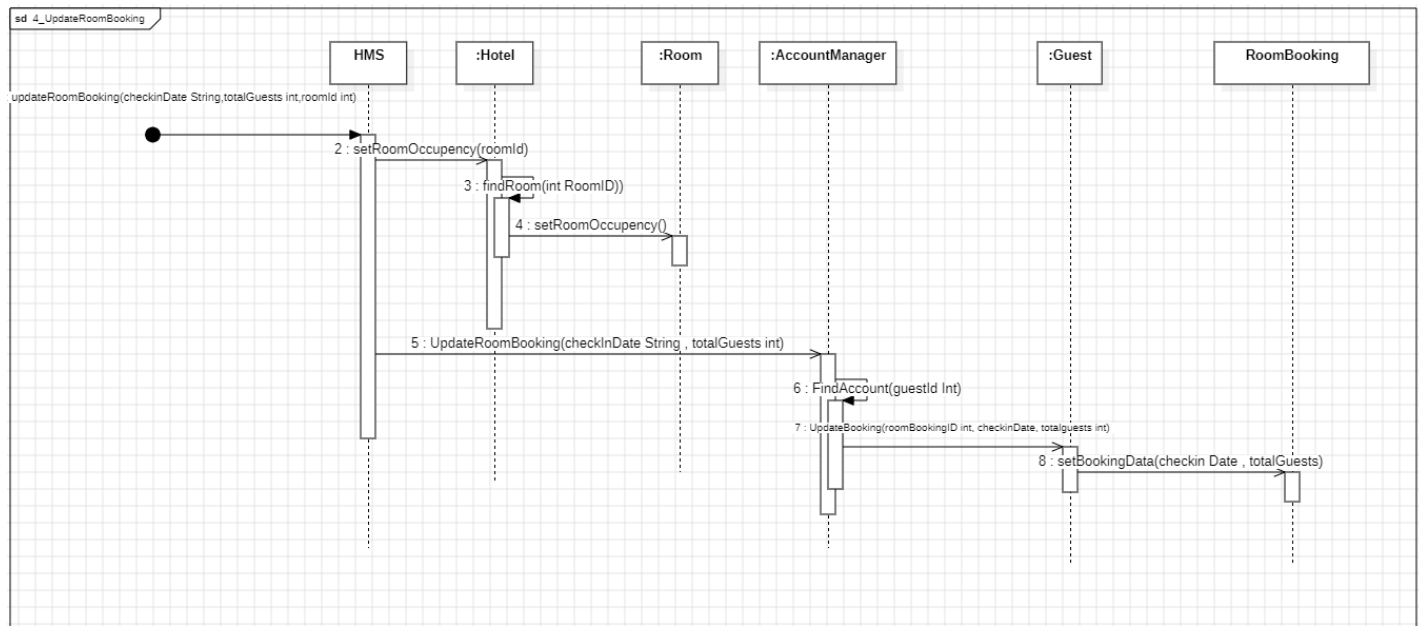 sd 4_UpdateRoomBooking
HMS
:Hotel
:Room
:AccountManager
:Guest
RoomBooking
: updateRoomBooking(checkinDate String,totalGuests int,roomId int)
2 : setRoomOccupency(roomId)
3 : findRoom(int RoomID))
4 : setRoomOccupency()
5 : UpdateRoomBooking(checkInDate String , totalGuests int)
6 : FindAccount(guestId Int)
7 : UpdateBooking(roomBookingID int, checkinDate, totalguests int)
8 : setBookingData(checkin Date , totalGuests)